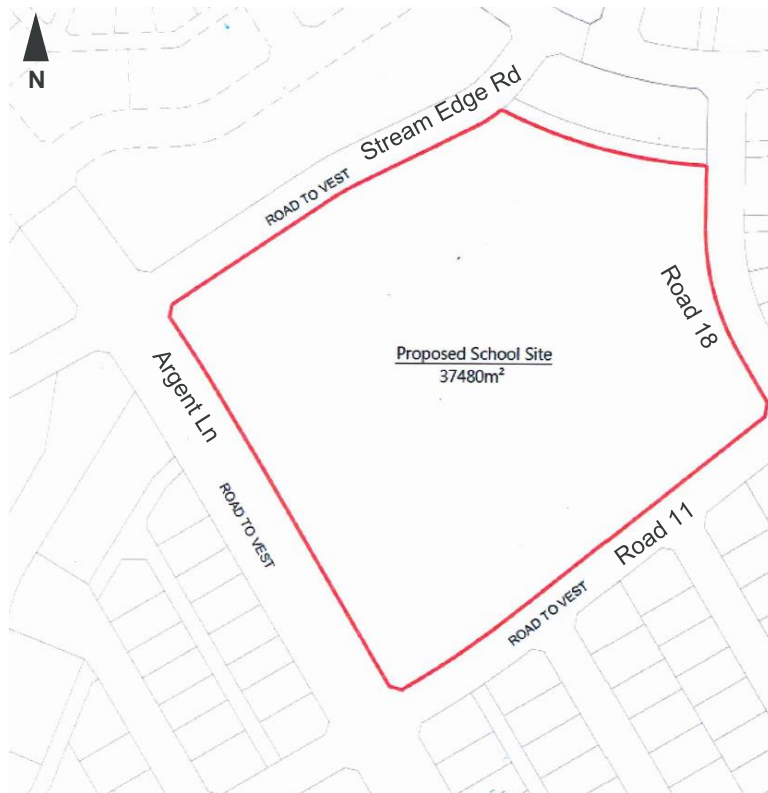 N
Stream Edge Rd
ROAD TO VEST
Road 18
Proposed School Site
37480m²
Argent Ln
ROAD TO VEST
Road 11
ROAD TO VEST